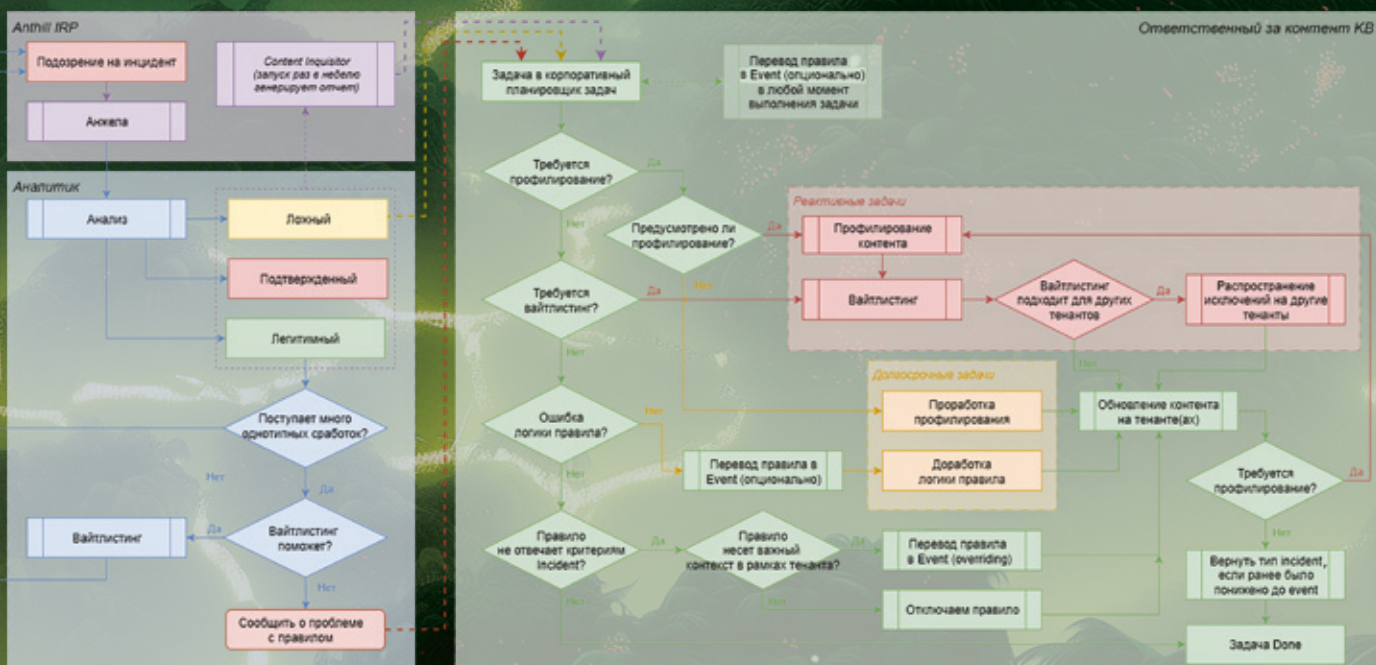 Anthill IRP
Подозрение на инцидент
Анжела
Content Inquisitor
(запуск раз в неделю
генерирует отчет)
Аналитик
Анализ
Ложный
Подтвержденный
Легитимный
Поступает много
однотипных сработок?
Нет
Да
Вайтлистинг
поможет?
Да
Вайтлистинг
Нет
Сообщить о проблеме
с правилом
Ответственный за контент KB
Задача в корпоративный
планировщик задач
Перевод правила
в Event (опционально)
в любой момент
выполнения задачи
Требуется
профилирование?
Да
Нет
Предусмотрено ли
профилирование?
Да
Нет
Реактивные задачи
Профилирование
контента
Требуется
вайтлистинг?
Да
Нет
Вайтлистинг
Вайтлистинг
подходит для других
тенантов
Да
Нет
Распространение
исключений на другие
тенанты
Долгосрочные задачи
Проработка
профилирования
Доработка
логики правила
Обновление контента
на тенанте(ах)
Ошибка
логики правила?
Нет
Нет
Перевод правила в
Event (опционально)
Требуется
профилирование?
Да
Нет
Правило
не отвечает критериям
Incident?
Да
Нет
Правило
несет важный
контекст в рамках тенанта?
Да
Нет
Перевод правила
в Event (overriding)
Отключаем правило
Вернуть тип incident,
если ранее было
понижено до event
Задача Done